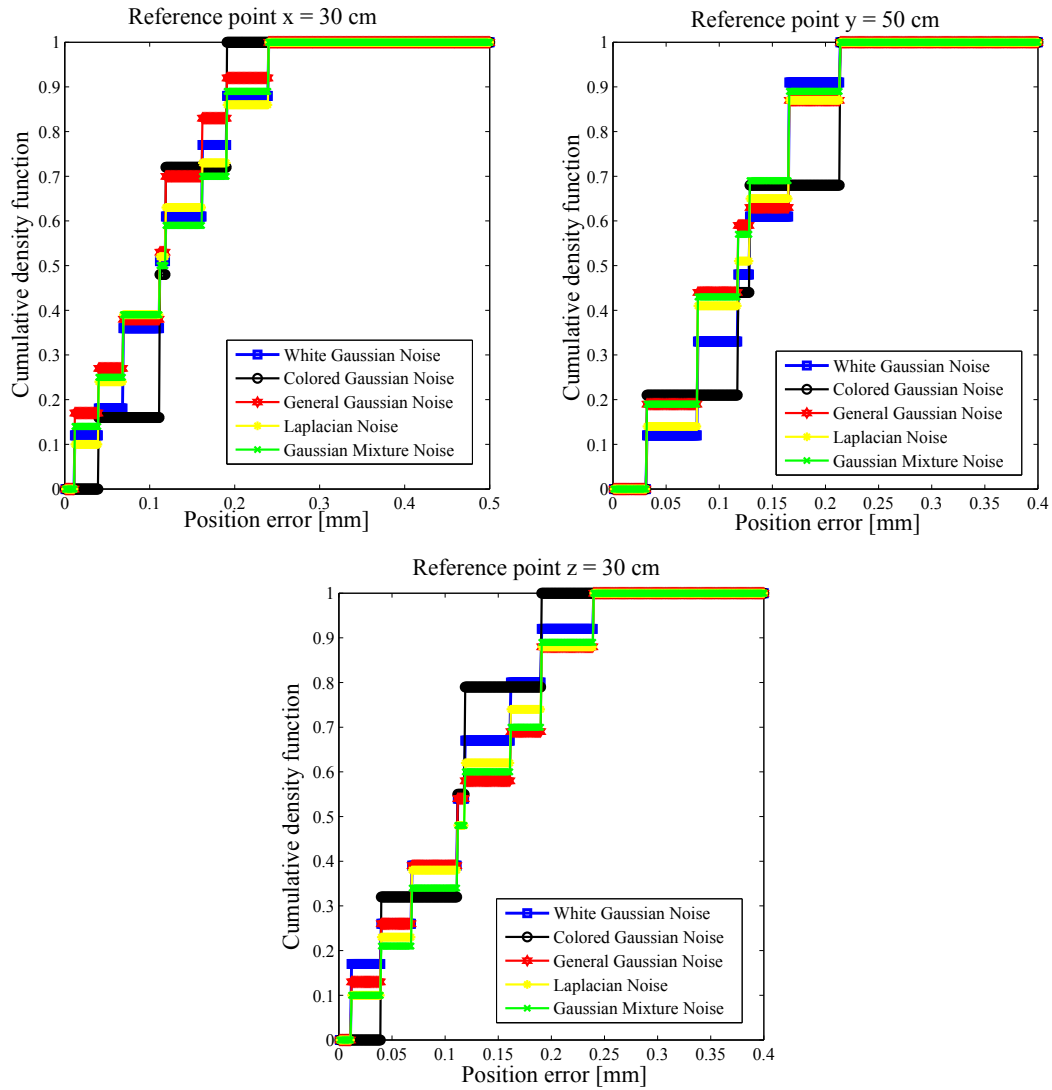 Reference point x = 30 cm
Cumulative density function
1
0.9
0.8
0.7
0.6
0.5
0.4
0.3
0.2
0.1
0
0 0.1 0.2 0.3 0.4 0.5
Position error [mm]
White Gaussian Noise
Colored Gaussian Noise
General Gaussian Noise
Laplacian Noise
Gaussian Mixture Noise
Reference point y = 50 cm
Cumulative density function
1
0.9
0.8
0.7
0.6
0.5
0.4
0.3
0.2
0.1
0
0 0.05 0.1 0.15 0.2 0.25 0.3 0.35 0.4
Position error [mm]
White Gaussian Noise
Colored Gaussian Noise
General Gaussian Noise
Laplacian Noise
Gaussian Mixture Noise
Reference point z = 30 cm
Cumulative density function
1
0.9
0.8
0.7
0.6
0.5
0.4
0.3
0.2
0.1
0
0 0.05 0.1 0.15 0.2 0.25 0.3 0.35 0.4
Position error [mm]
White Gaussian Noise
Colored Gaussian Noise
General Gaussian Noise
Laplacian Noise
Gaussian Mixture Noise